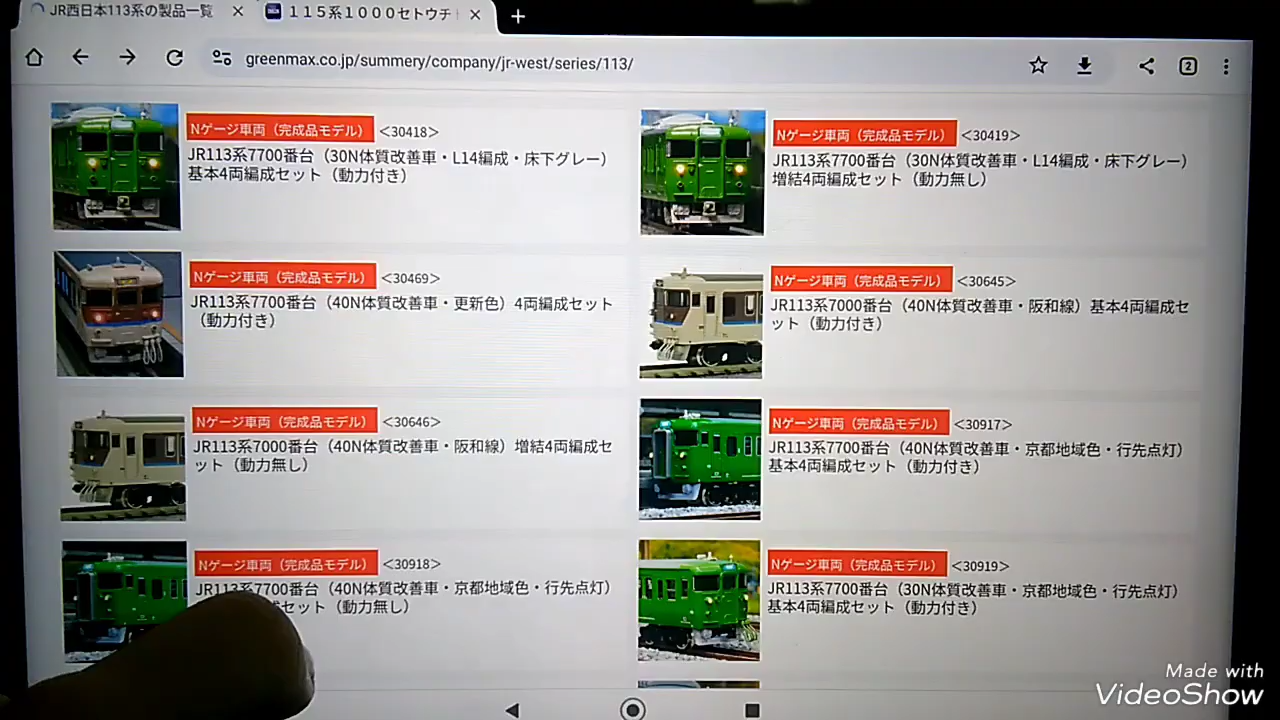 JR西日本113系の製品一覧
115系1000セトウチ
greenmax.co.jp/summery/company/jr-west/series/113/
2
Nゲージ車両（完成品モデル）<30418>
JR113系7700番台（30N体質改善車・L14編成・床下グレー）
基本4両編成セット（動力付き）
Nゲージ車両（完成品モデル）<30419>
JR113系7700番台（30N体質改善車・L14編成・床下グレー）
増結4両編成セット（動力無し）
Nゲージ車両（完成品モデル）<30469>
JR113系7700番台（40N体質改善車・更新色）4両編成セット
（動力付き）
Nゲージ車両（完成品モデル）<30645>
JR113系7000番台（40N体質改善車・阪和線）基本4両編成セ
ット（動力付き）
Nゲージ車両（完成品モデル）<30646>
JR113系7000番台（40N体質改善車・阪和線）増結4両編成セ
ット（動力無し）
Nゲージ車両（完成品モデル）<30917>
JR113系7700番台（40N体質改善車・京都地域色・行先点灯）
基本4両編成セット（動力付き）
Nゲージ車両（完成品モデル）<30918>
JR113系7700番台（40N体質改善車・京都地域色・行先点灯）
セット（動力無し）
Nゲージ車両（完成品モデル）<30919>
JR113系7700番台（30N体質改善車・京都地域色・行先点灯）
基本4両編成セット（動力付き）
Made with
VideoShow